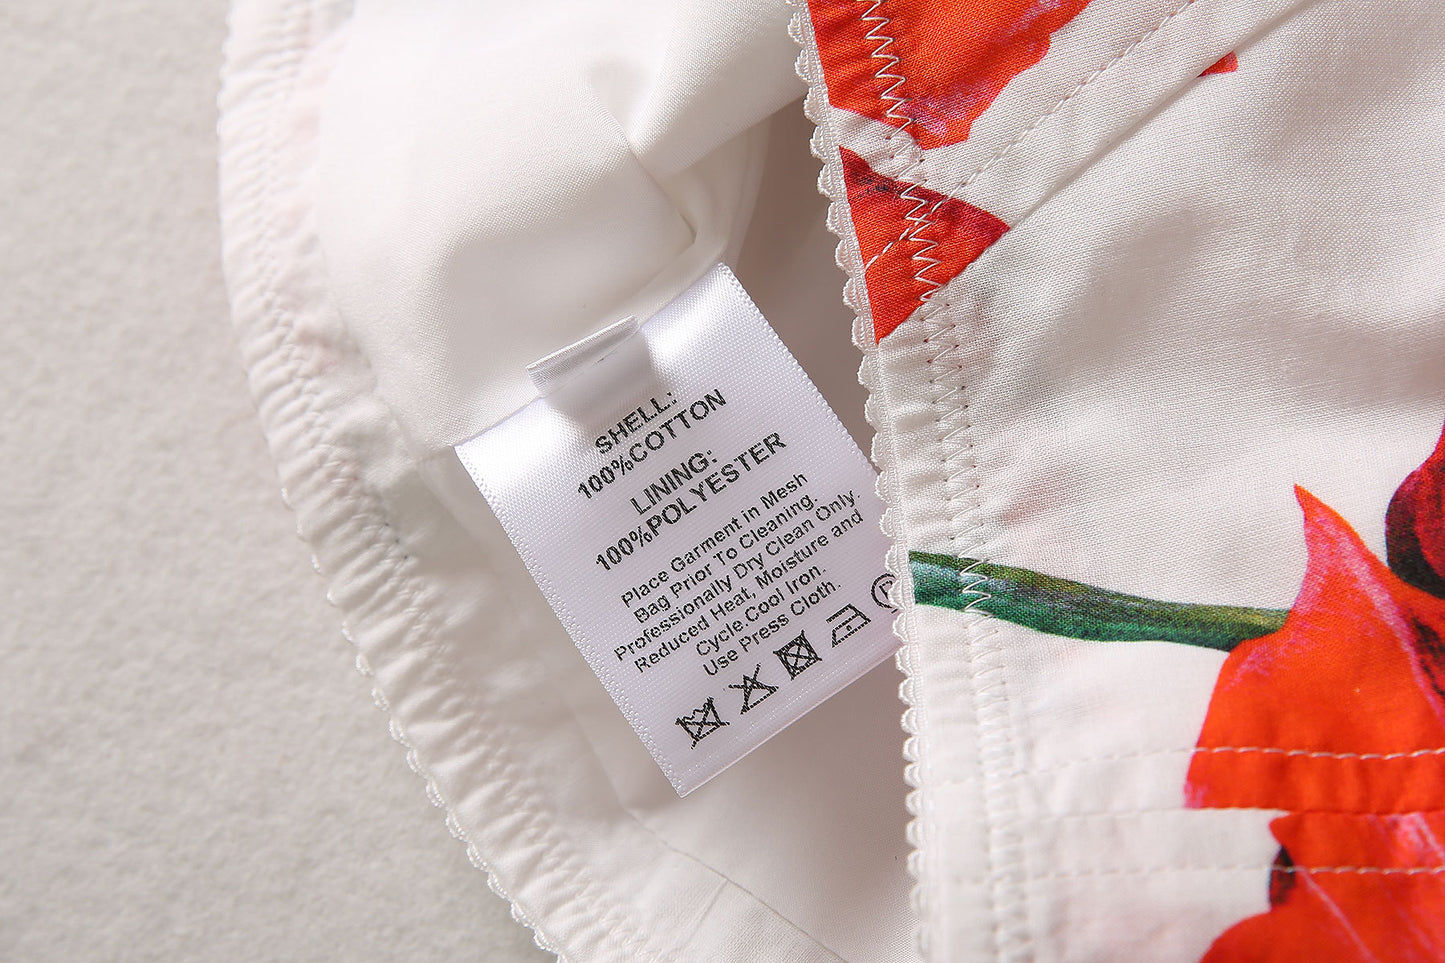 SHELL:
100%COTTON
LINING:
100%POLYESTER
Place Garment in Mesh
Bag Prior To Cleaning.
Professionally Dry Clean Only.
Reduced Heat, Moisture and
Cycle.Cool Iron.
Use Press Cloth.
P